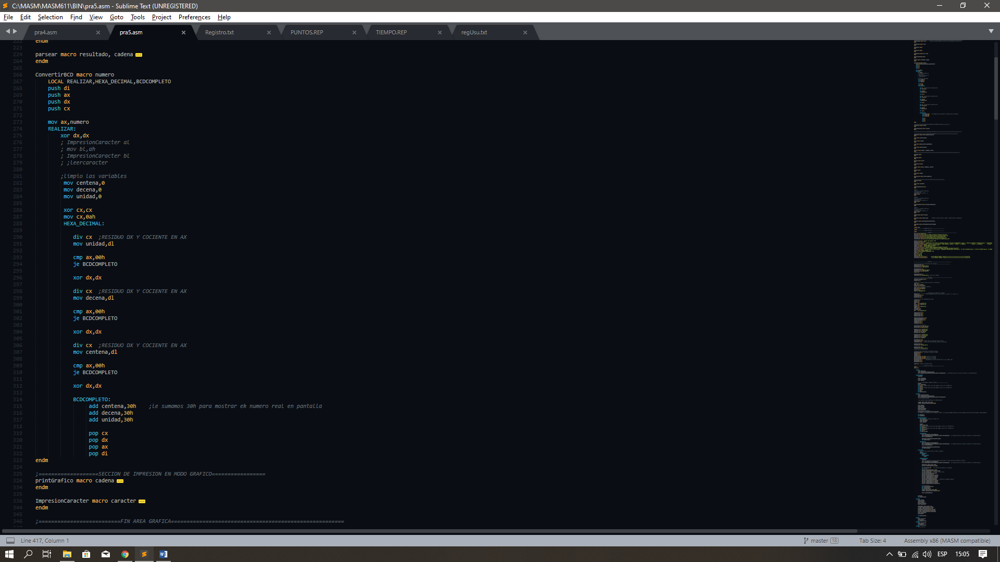 C:\MASM\MASM611\BIN\pra5.asm - Sublime Text (UNREGISTERED)
File Edit Selection Find View Goto Tools Project Preferences Help
pra4.asm pra5.asm Registro.txt PUNTOS.REP TIEMPO.REP regUsu.txt
222 endm
223
224 parsear macro resultado, cadena
264 endm
265
266 ConvertirBCD macro numero
267 LOCAL REALIZAR,HEXA_DECIMAL,BCDCOMPLETO
268 push di
269 push ax
270 push dx
271 push cx
272
273 mov ax,numero
274 REALIZAR:
275 xor dx,dx
276 ; ImpresionCaracter al
277 ; mov bl,ah
278 ; ImpresionCaracter bl
279 ; ;leercaracter
280
281 ;limpio las variables
282 mov centena,0
283 mov decena,0
284 mov unidad,0
285
286 xor cx,cx
287 mov cx,0ah
288 HEXA_DECIMAL:
289
290 div cx ;RESIDUO DX Y COCIENTE EN AX
291 mov unidad,dl
292
293 cmp ax,00h
294 je BCDCOMPLETO
295
296 xor dx,dx
297
298 div cx ;RESIDUO DX Y COCIENTE EN AX
299 mov decena,dl
300
301 cmp ax,00h
302 je BCDCOMPLETO
303
304 xor dx,dx
305
306 div cx ;RESIDUO DX Y COCIENTE EN AX
307 mov centena,dl
308
309 cmp ax,00h
310 je BCDCOMPLETO
311
312 xor dx,dx
313
314 BCDCOMPLETO:
315 add centena,30h ;le sumamos 30h para mostrar ek numero real en pantalla
316 add decena,30h
317 add unidad,30h
318
319 pop cx
320 pop dx
321 pop ax
322 pop di
323 endm
324
325 ;===================SECCION DE IMPRESION EN MODO GRAFICO=================
326 printGrafico macro cadena
334 endm
335
336 ImpresionCaracter macro caracter
344 endm
345
346 ;==========================FIN AREA GRAFICA=======================================================
Line 417, Column 1 master 18 Tab Size: 4 Assembly x86 (MASM compatible)
ESP 15:05